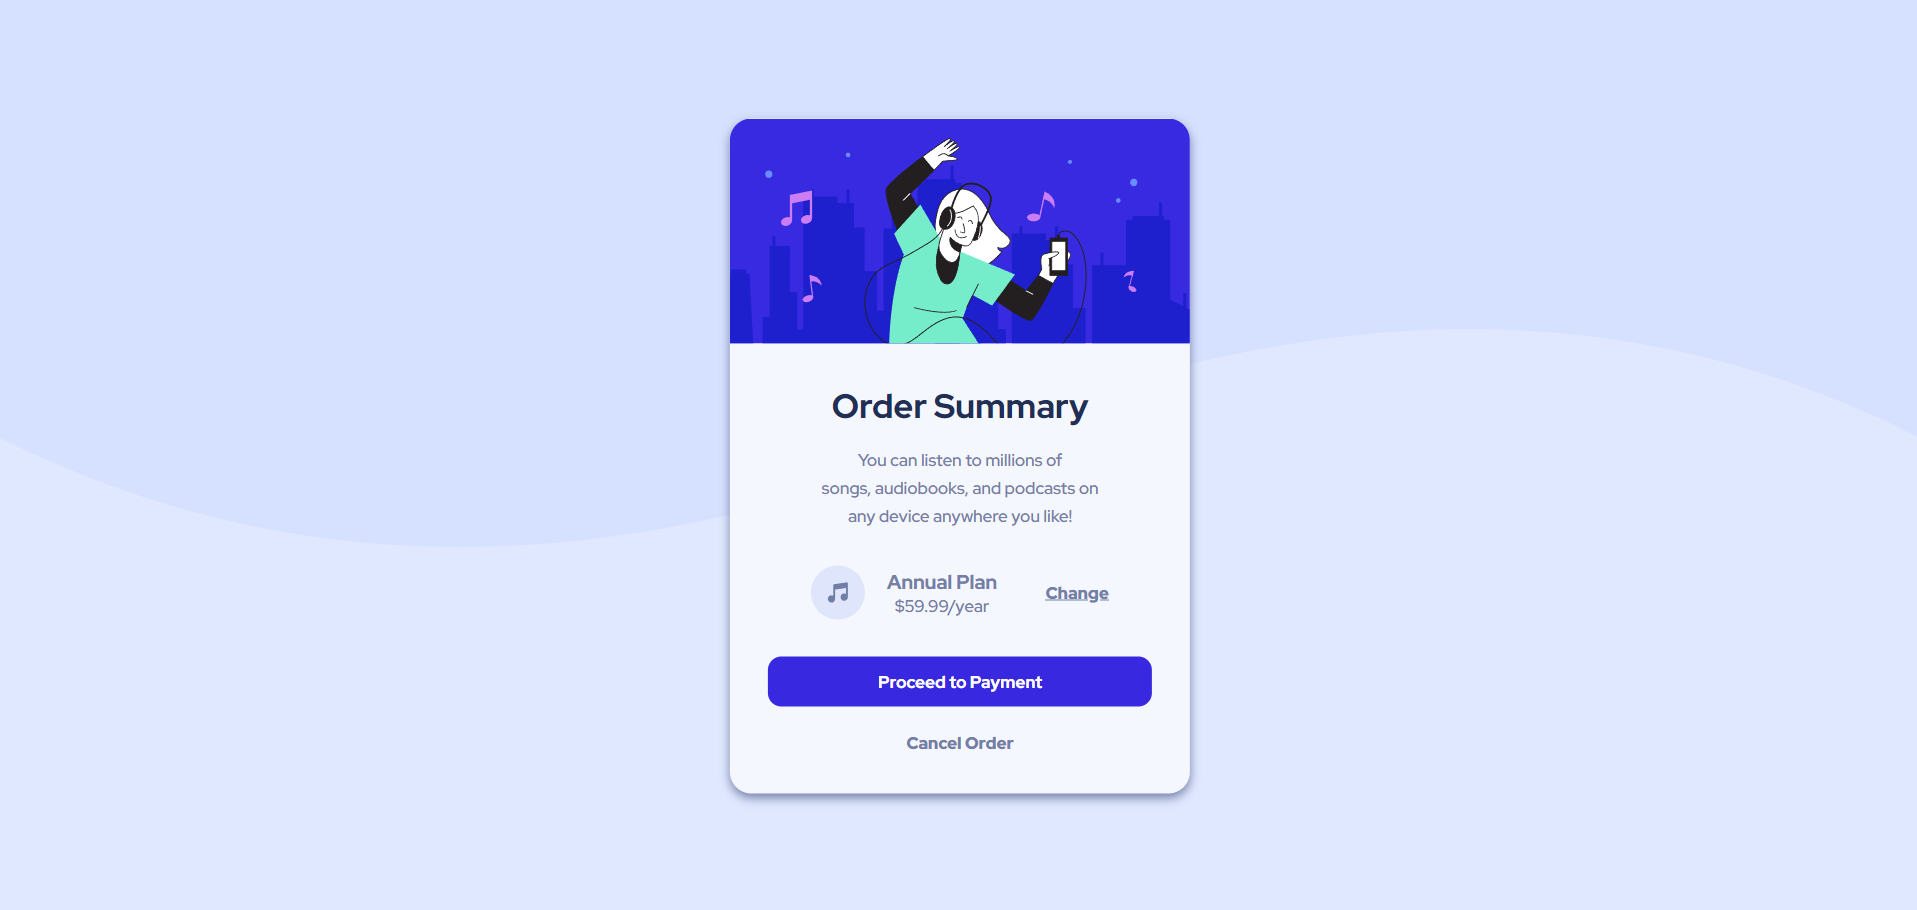 Order Summary
You can listen to millions of
songs, audiobooks, and podcasts on
any device anywhere you like!
Annual Plan
$59.99/year
Change
Proceed to Payment
Cancel Order